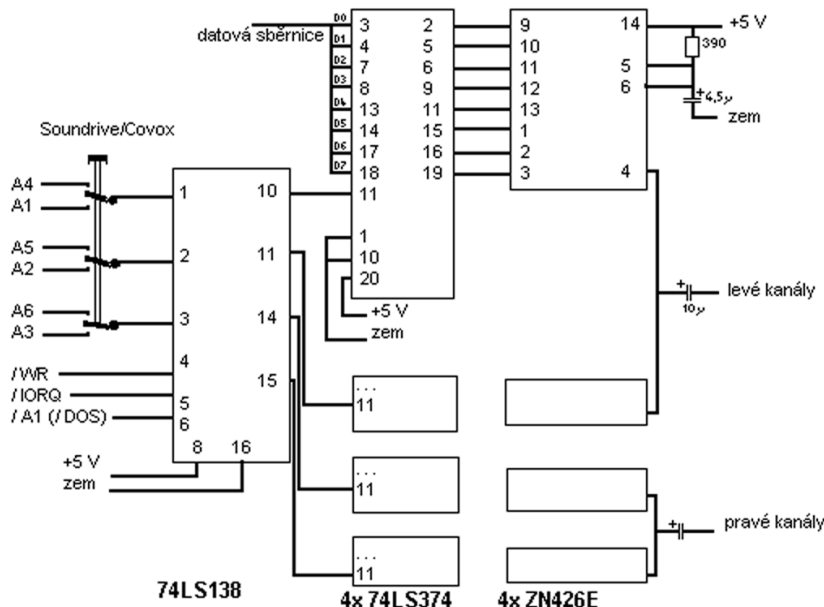 datová sběrnice
D0
D1
D2
D3
D4
D5
D6
D7
3 2
4 5
7 6
8 9
13 11
14 15
17 16
18 19
11
1
10
20
+5 V
zem
9 14
10
11 5
12 6
13
1
2
3 4
+5 V
390
+ 4,5µ
zem
Soundrive/Covox
A4
A1
A5
A2
A6
A3
/WR
/IORQ
/A1 (/DOS)
+5 V
zem
1 10
2 11
3 14
4 15
5
6
8 16
+
10µ
levé kanály
...
11
...
11
...
11
+
pravé kanály
74LS138
4x 74LS374
4x ZN426E